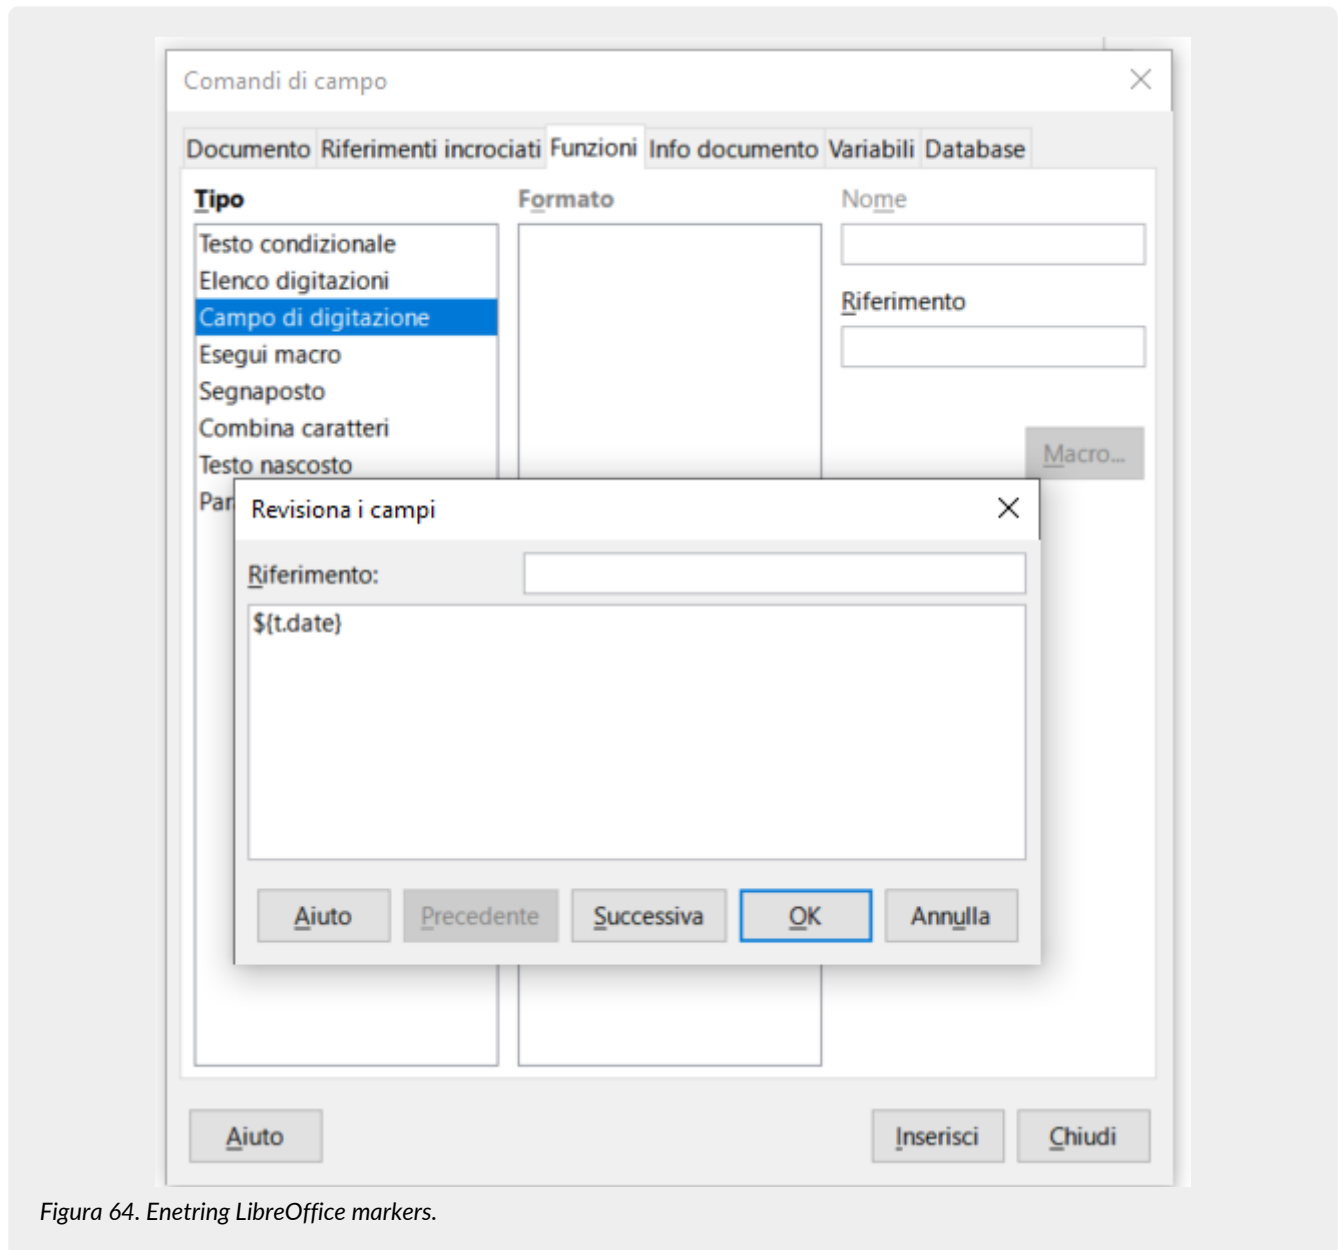 Comandi di campo
Documento Riferimenti incrociati Funzioni Info documento Variabili Database
Tipo
Formato
Nome
Testo condizionale
Elenco digitazioni
Campo di digitazione
Esegui macro
Segnaposto
Combina caratteri
Testo nascosto
Par
Riferimento
Macro...
Revisiona i campi
Riferimento:
${t.date}
Aiuto Precedente Successiva OK Annulla
Aiuto Inserisci Chiudi
Figura 64. Enetring LibreOffice markers.